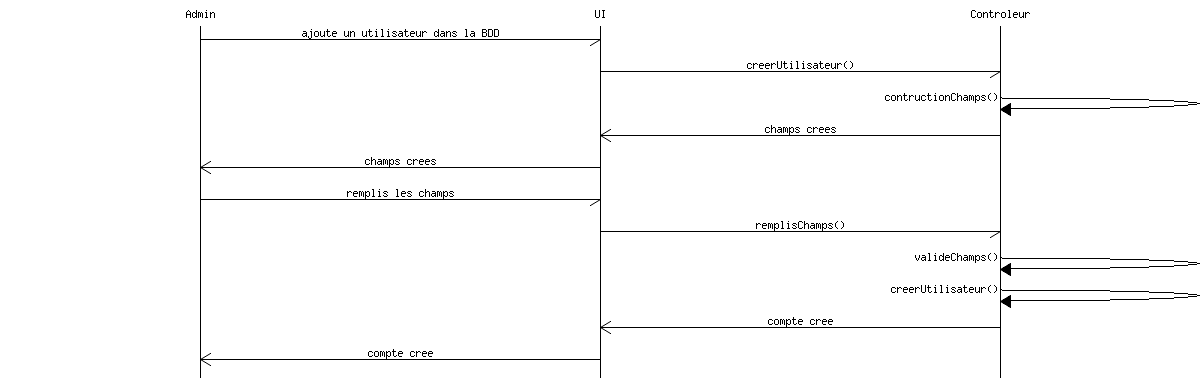 Admin UI Controleur
ajoute un utilisateur dans la BDD
creerUtilisateur()
contructionChamps()
champs crees
champs crees
remplis les champs
remplisChamps()
valideChamps()
creerUtilisateur()
compte cree
compte cree